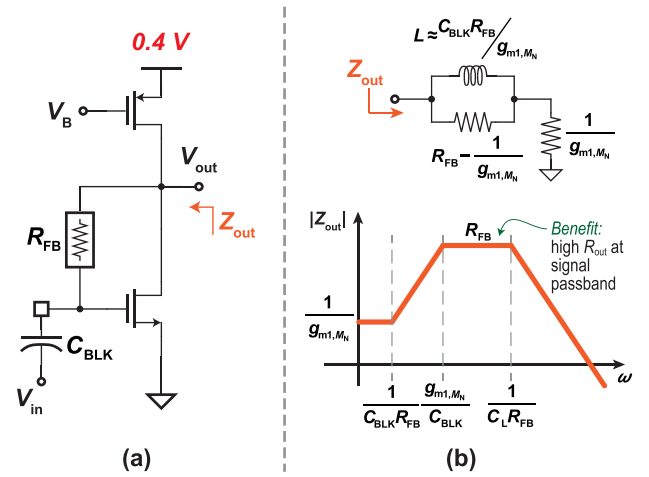 0.4 V
V_B
V_out
R_FB
Z_out
C_BLK
V_in
(a)
L ≈ C_BLK R_FB / g_m1,M_N
Z_out
R_FB − 1 / g_m1,M_N
1 / g_m1,M_N
|Z_out|
R_FB
Benefit:
high R_out at
signal
passband
1 / g_m1,M_N
ω
1 / C_BLK R_FB
g_m1,M_N / C_BLK
1 / C_L R_FB
(b)